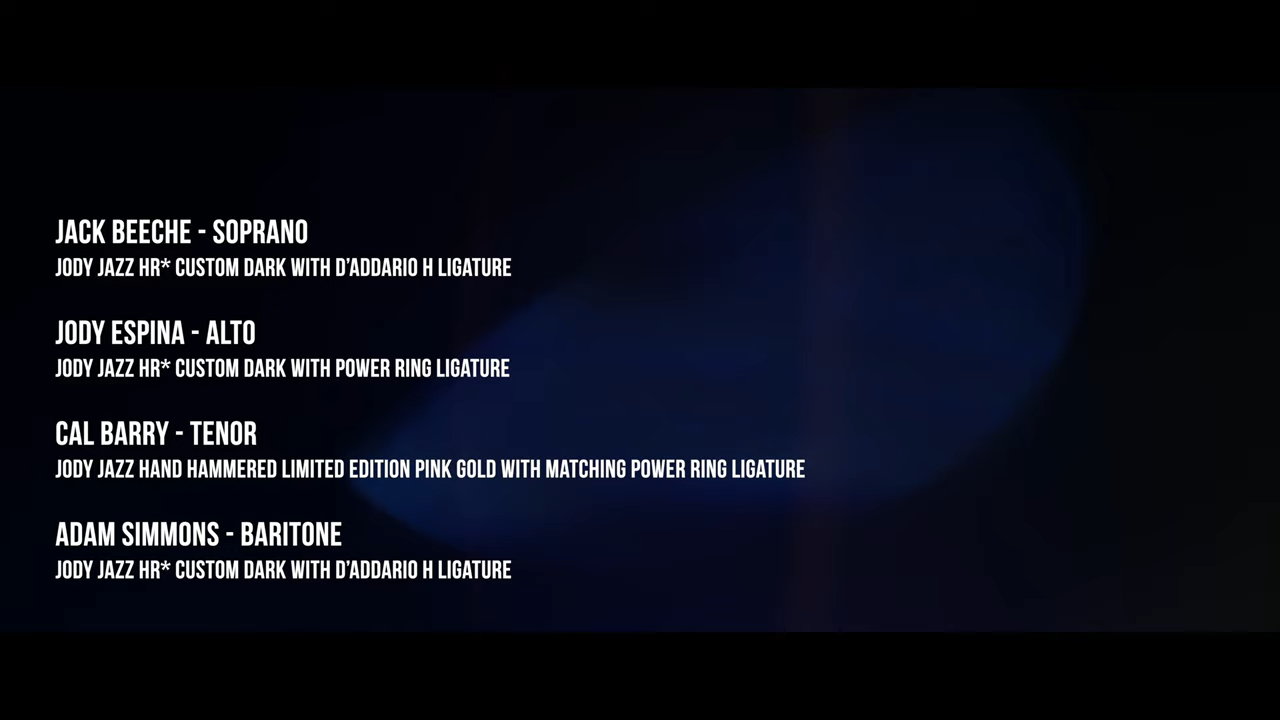 JACK BEECHE - SOPRANO
JODY JAZZ HR* CUSTOM DARK WITH D'ADDARIO H LIGATURE
JODY ESPINA - ALTO
JODY JAZZ HR* CUSTOM DARK WITH POWER RING LIGATURE
CAL BARRY - TENOR
JODY JAZZ HAND HAMMERED LIMITED EDITION PINK GOLD WITH MATCHING POWER RING LIGATURE
ADAM SIMMONS - BARITONE
JODY JAZZ HR* CUSTOM DARK WITH D'ADDARIO H LIGATURE